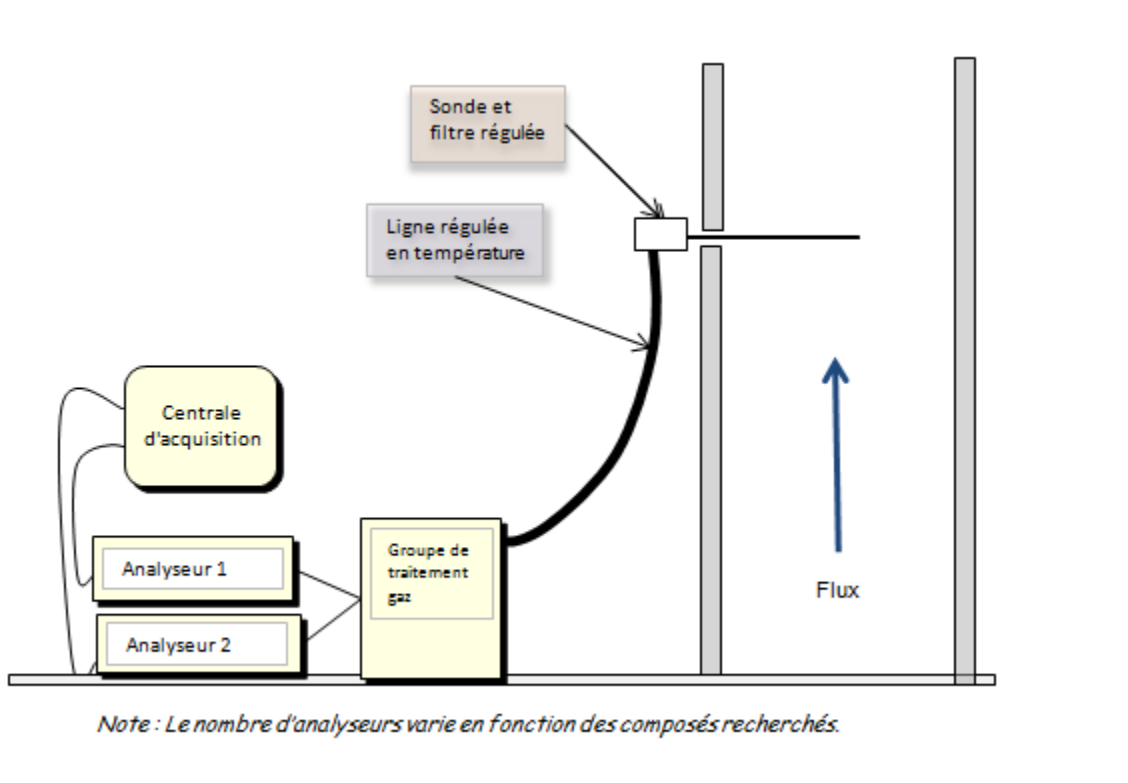 Sonde et
filtre régulée
Ligne régulée
en température
Centrale
d'acquisition
Analyseur 1
Analyseur 2
Groupe de
traitement
gaz
Flux
Note : Le nombre d'analyseurs varie en fonction des composés recherchés.